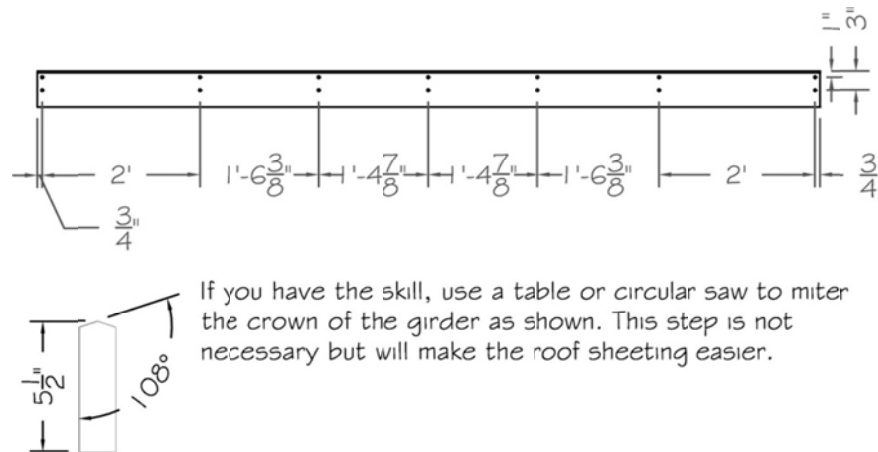 1" 3"
2' 1'-6 3/8" 1'-4 7/8" 1'-4 7/8" 1'-6 3/8" 2' 3/4
3/4"
If you have the skill, use a table or circular saw to miter
the crown of the girder as shown. This step is not
necessary but will make the roof sheeting easier.
5 1/2"
108°